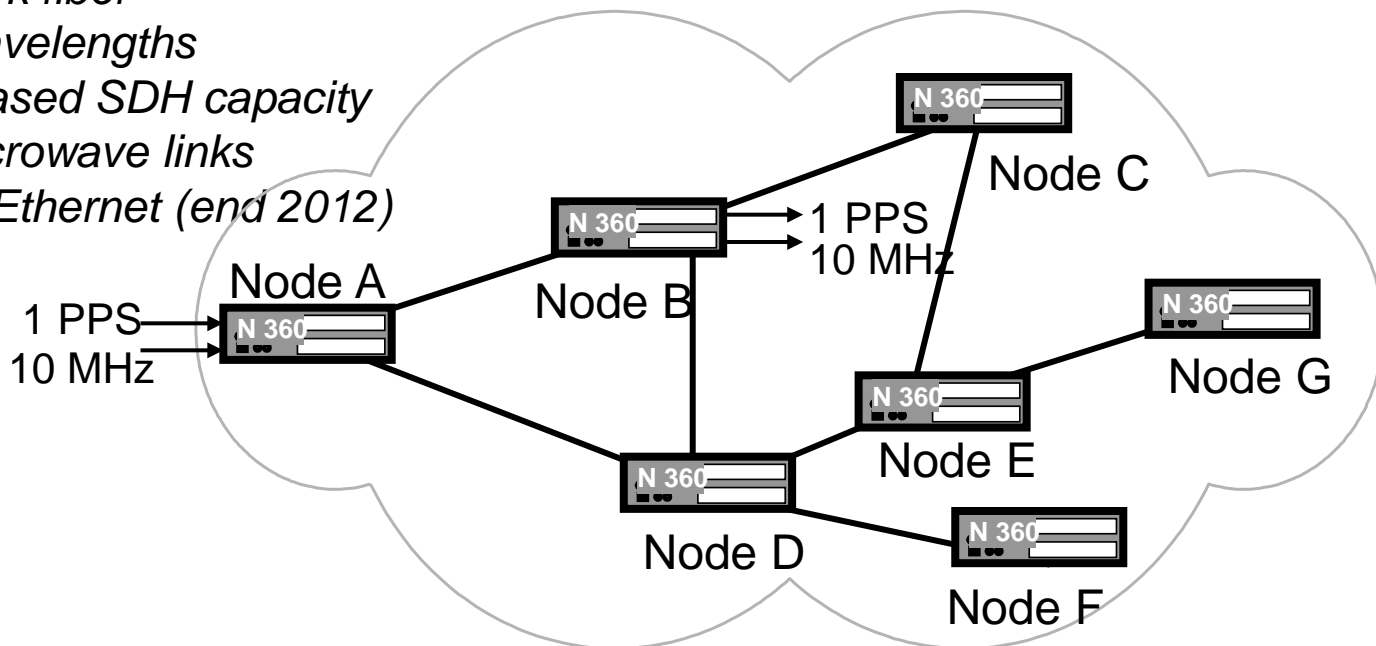 wavelengths
ased SDH capacity
crowave links
Ethernet (end 2012)
N 360
Node C
N 360
1 PPS
10 MHz
Node A
Node B
1 PPS
10 MHz
N 360
N 360
Node G
N 360
Node E
N 360
Node D
N 360
Node F